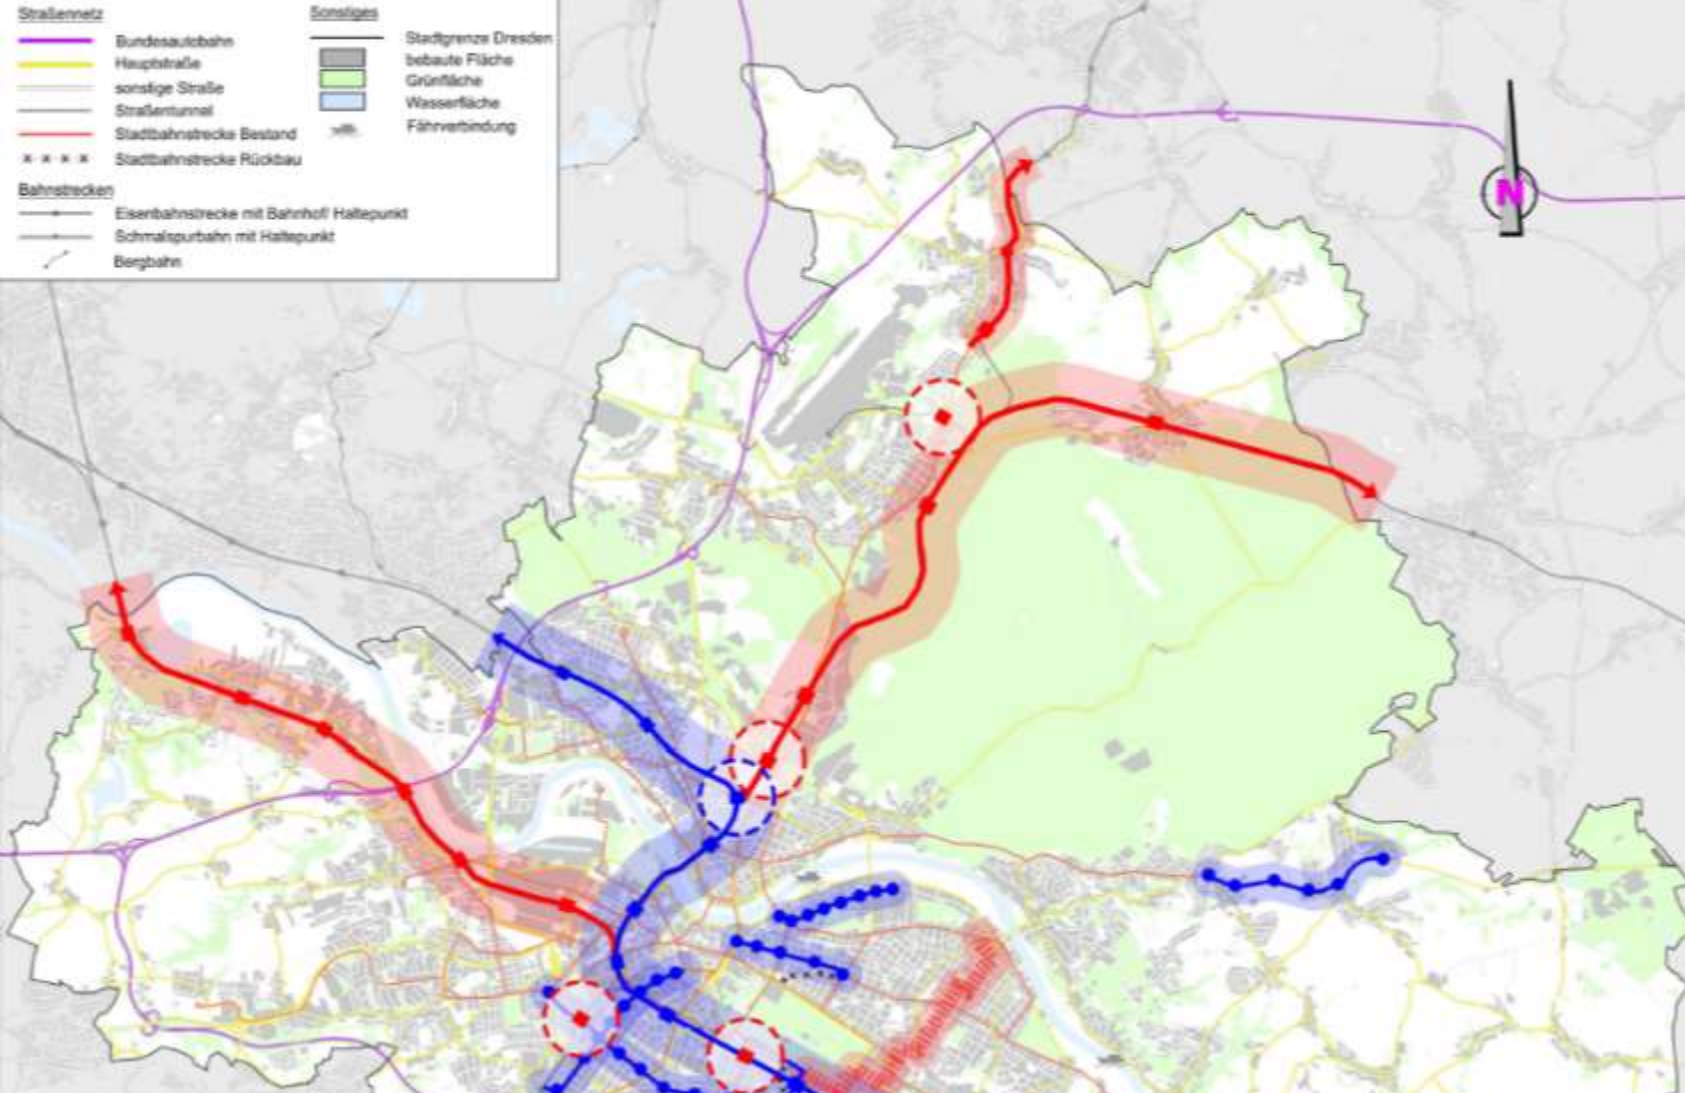 Straßennetz
Bundesautobahn
Hauptstraße
sonstige Straße
Straßentunnel
Stadtbahnstrecke Bestand
Stadtbahnstrecke Rückbau
Bahnstrecken
Eisenbahnstrecke mit Bahnhof/ Haltepunkt
Schmalspurbahn mit Haltepunkt
Bergbahn
Sonstiges
Stadtgrenze Dresden
bebaute Fläche
Grünfläche
Wasserfläche
Fährverbindung
N